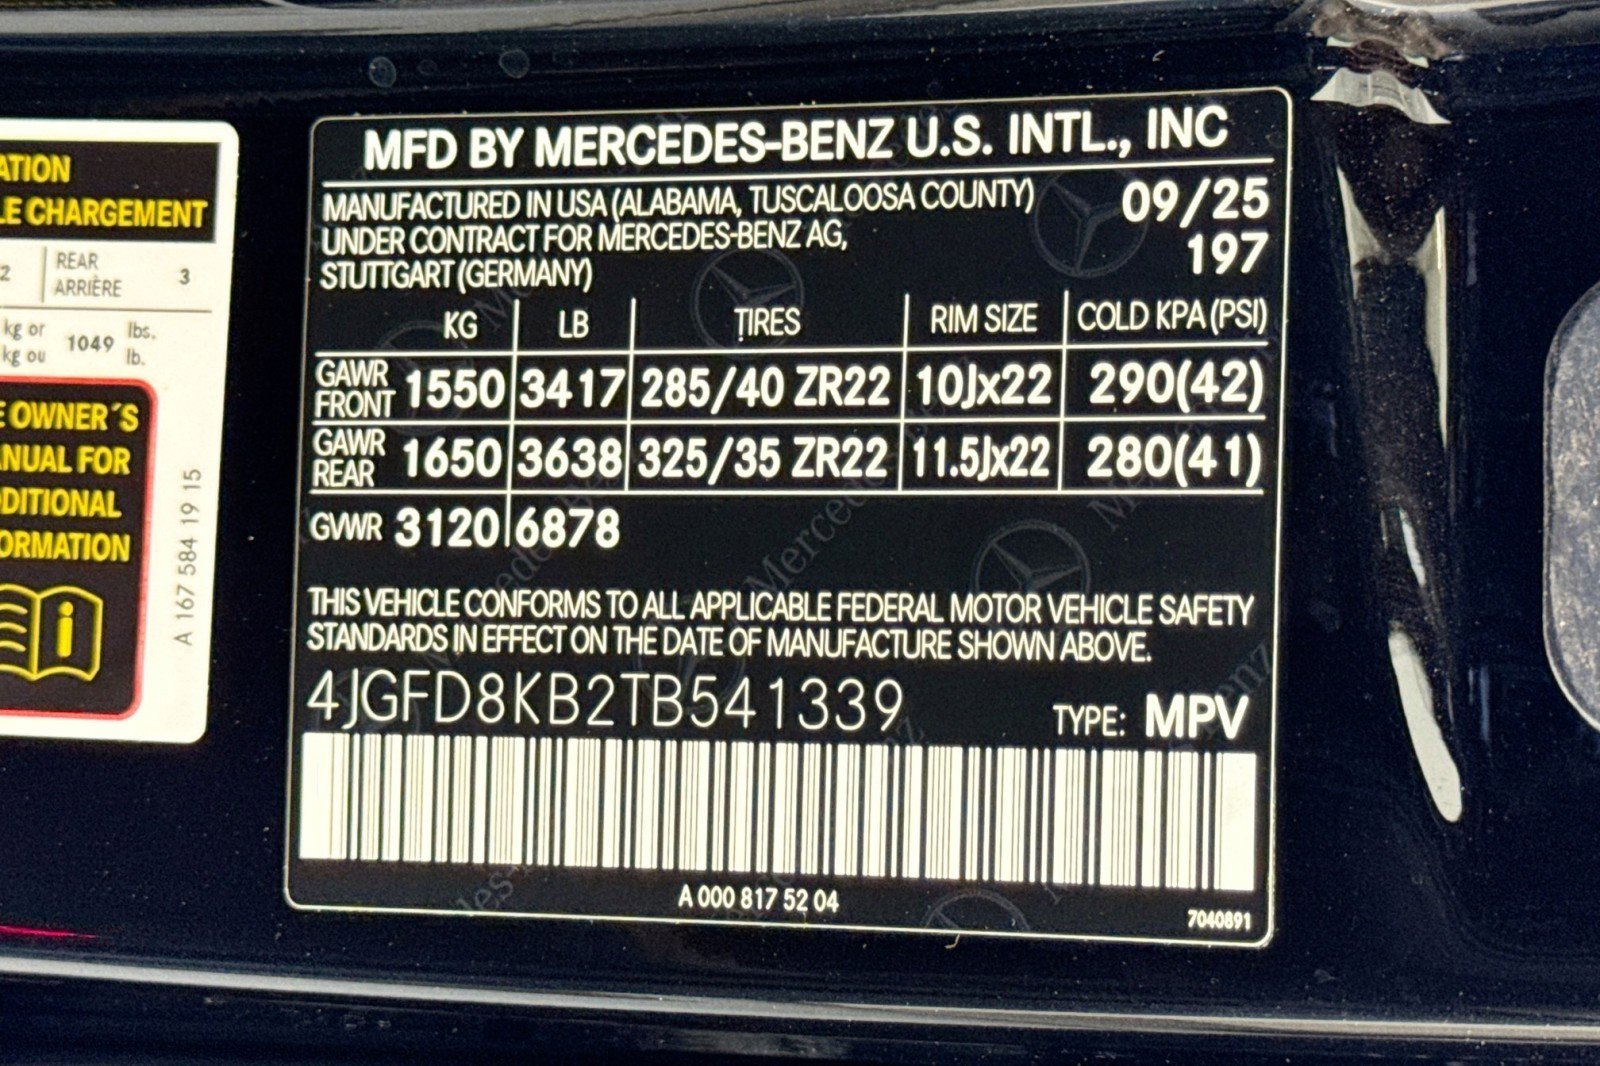 ATION
LE CHARGEMENT
2 REAR ARRIÈRE 3
kg or 1049 lbs.
kg ou lb.
E OWNER´S
ANUAL FOR
DDITIONAL
ORMATION
A 167 584 19 15
MFD BY MERCEDES-BENZ U.S. INTL., INC
MANUFACTURED IN USA (ALABAMA, TUSCALOOSA COUNTY) 09/25
UNDER CONTRACT FOR MERCEDES-BENZ AG, 197
STUTTGART (GERMANY)
KG LB TIRES RIM SIZE COLD KPA (PSI)
GAWR FRONT 1550 3417 285/40 ZR22 10Jx22 290(42)
GAWR REAR 1650 3638 325/35 ZR22 11.5Jx22 280(41)
GVWR 3120 6878
THIS VEHICLE CONFORMS TO ALL APPLICABLE FEDERAL MOTOR VEHICLE SAFETY
STANDARDS IN EFFECT ON THE DATE OF MANUFACTURE SHOWN ABOVE.
4JGFD8KB2TB541339 TYPE: MPV
A 000 817 52 04
7040891